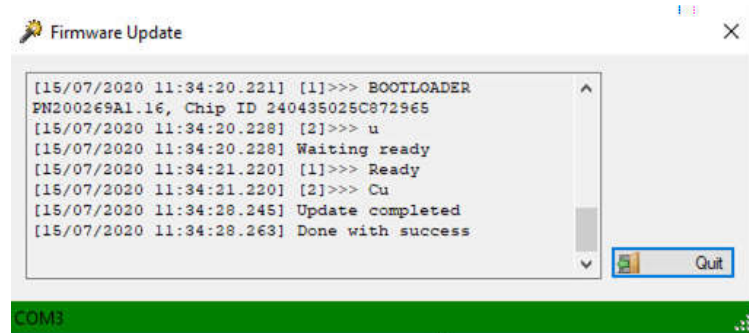 Firmware Update
[15/07/2020 11:34:20.221] [1]>>> BOOTLOADER
PN200269A1.16, Chip ID 240435025C872965
[15/07/2020 11:34:20.228] [2]>>> u
[15/07/2020 11:34:20.228] Waiting ready
[15/07/2020 11:34:21.220] [1]>>> Ready
[15/07/2020 11:34:21.220] [2]>>> Cu
[15/07/2020 11:34:28.245] Update completed
[15/07/2020 11:34:28.263] Done with success
Quit
COM3